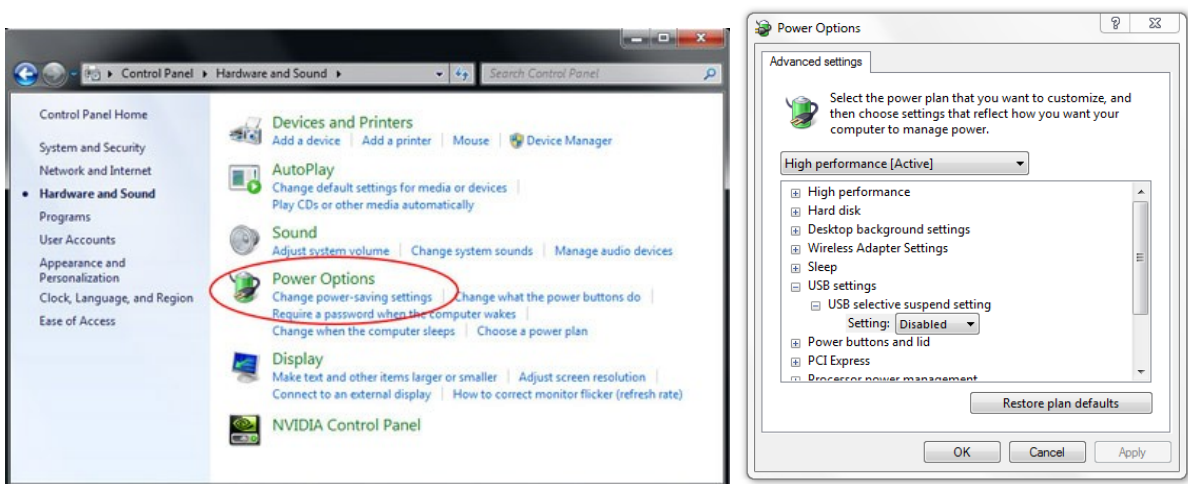 Control Panel ▸ Hardware and Sound ▸
Search Control Panel
Control Panel Home
System and Security
Network and Internet
Hardware and Sound
Programs
User Accounts
Appearance and
Personalization
Clock, Language, and Region
Ease of Access
Devices and Printers
Add a device Add a printer Mouse Device Manager
AutoPlay
Change default settings for media or devices
Play CDs or other media automatically
Sound
Adjust system volume Change system sounds Manage audio devices
Power Options
Change power-saving settings Change what the power buttons do
Require a password when the computer wakes
Change when the computer sleeps Choose a power plan
Display
Make text and other items larger or smaller Adjust screen resolution
Connect to an external display How to correct monitor flicker (refresh rate)
NVIDIA Control Panel
Power Options
Advanced settings
Select the power plan that you want to customize, and
then choose settings that reflect how you want your
computer to manage power.
High performance [Active]
High performance
Hard disk
Desktop background settings
Wireless Adapter Settings
Sleep
USB settings
USB selective suspend setting
Setting: Disabled
Power buttons and lid
PCI Express
Processor power management
Restore plan defaults
OK Cancel Apply